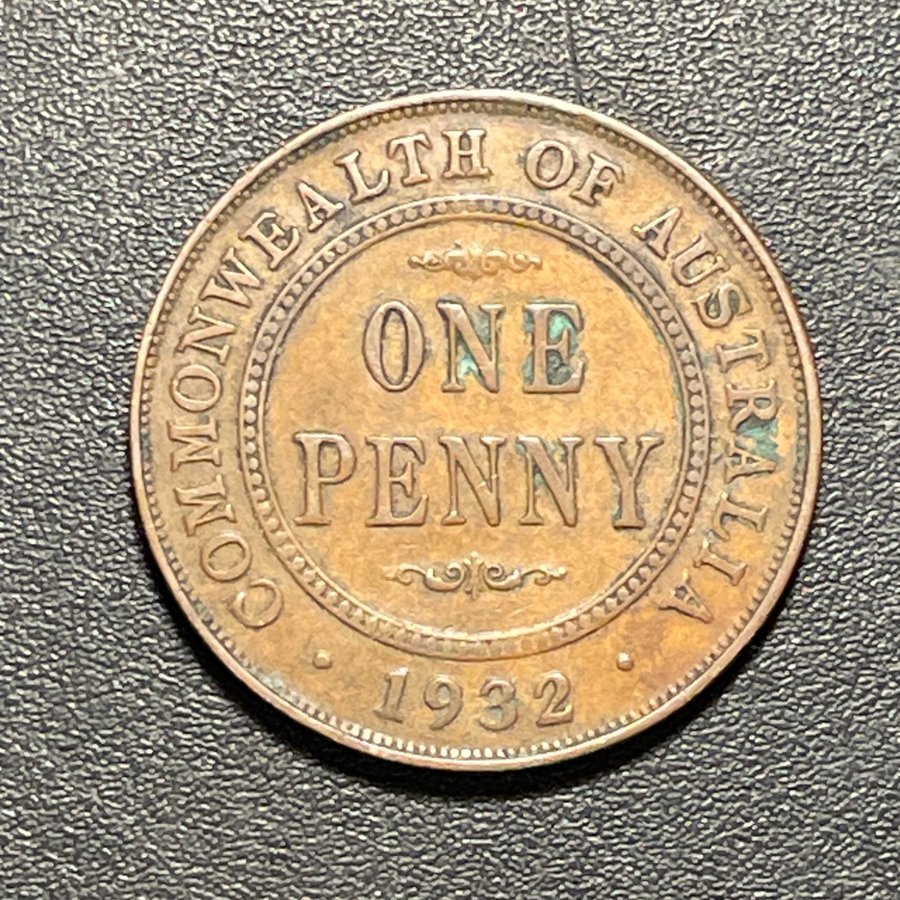 COMMONWEALTH OF AUSTRALIA
ONE
PENNY
· 1932 ·